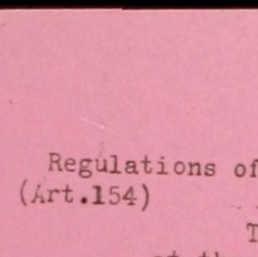 Regulations of
(Art.154)
T